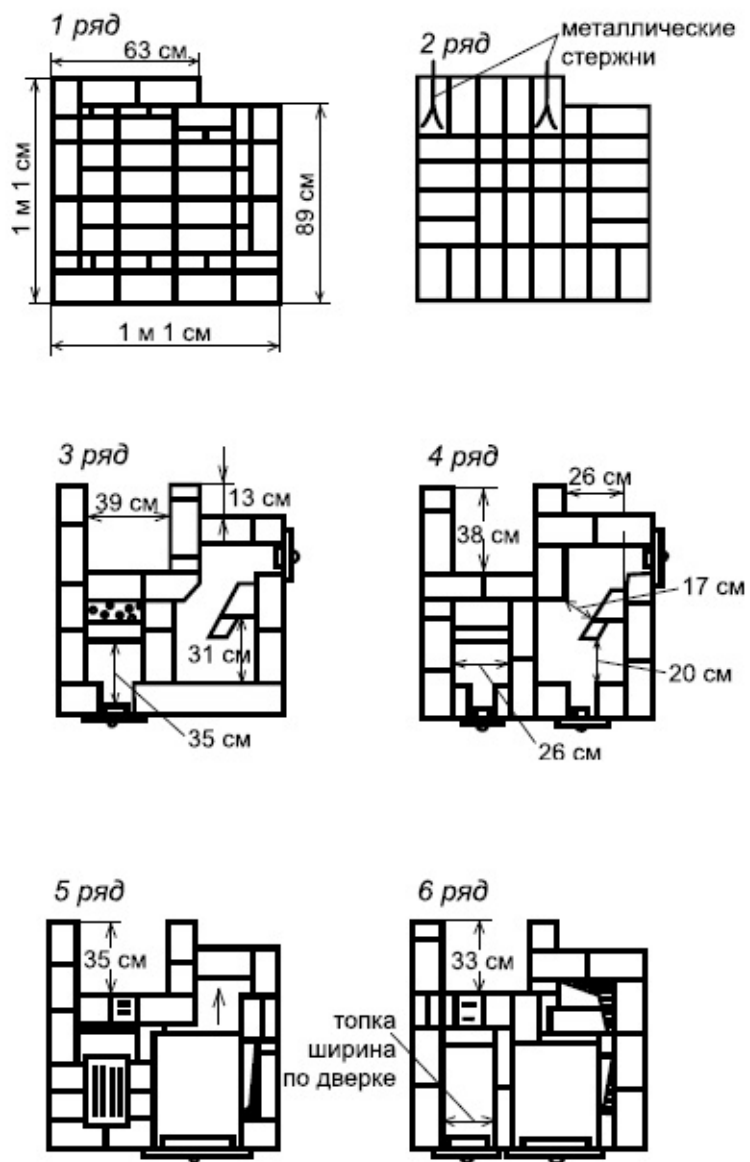 1 ряд
63 см
1 м 1 см
89 см
1 м 1 см
2 ряд
металлические
стержни
3 ряд
39 см
13 см
31 см
35 см
4 ряд
26 см
38 см
17 см
20 см
26 см
5 ряд
35 см
6 ряд
33 см
топка
ширина
по дверке